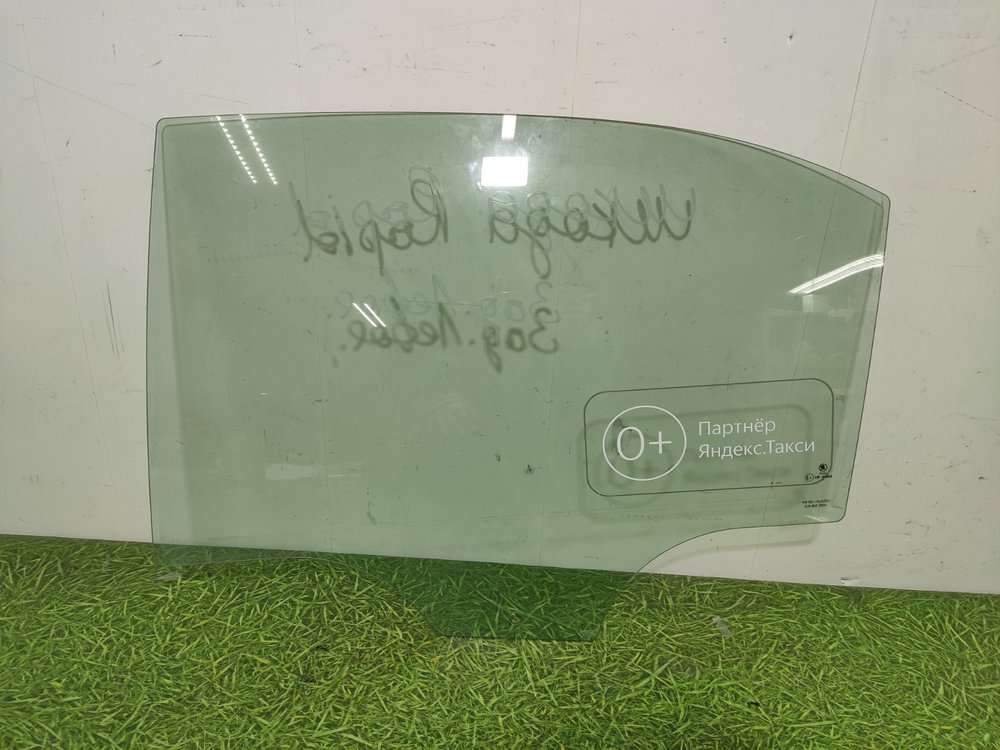 шкода Rapid
Зад. Левое.
0+
Партнёр
Яндекс.Такси